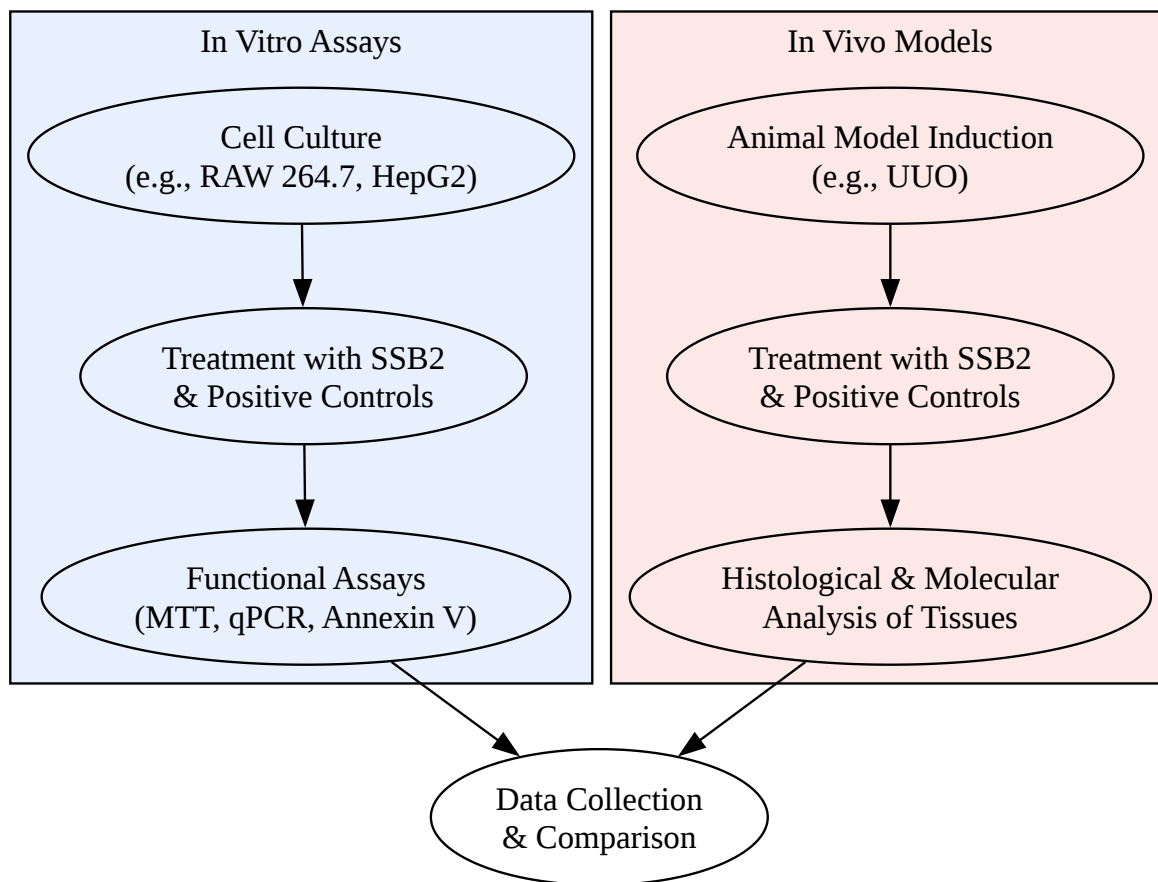 In Vitro Assays
Cell Culture
(e.g., RAW 264.7, HepG2)
Treatment with SSB2
& Positive Controls
Functional Assays
(MTT, qPCR, Annexin V)
In Vivo Models
Animal Model Induction
(e.g., UUO)
Treatment with SSB2
& Positive Controls
Histological & Molecular
Analysis of Tissues
Data Collection
& Comparison